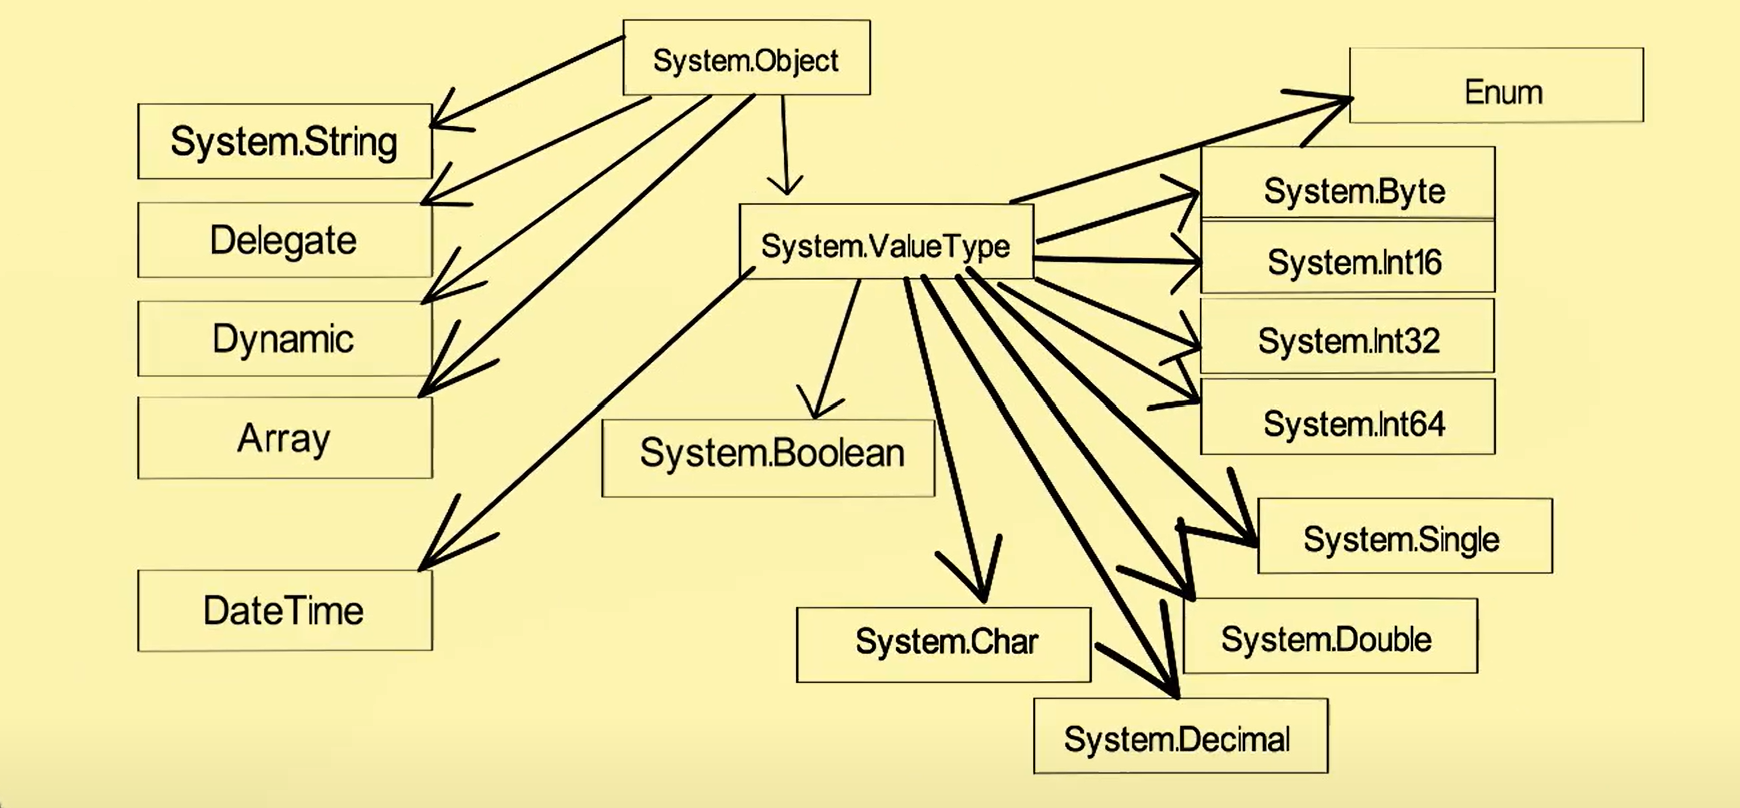 System.Object
Enum
System.String
System.Byte
Delegate
System.ValueType
System.Int16
Dynamic
System.Int32
Array
System.Int64
System.Boolean
System.Single
DateTime
System.Char
System.Double
System.Decimal